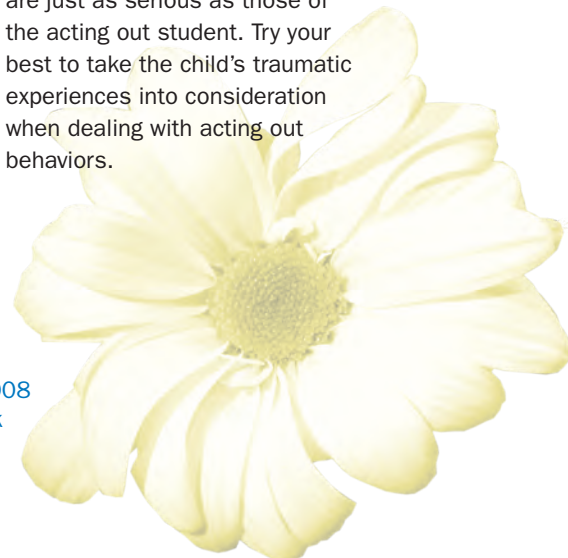 are just as serious as those of
the acting out student. Try your
best to take the child's traumatic
experiences into consideration
when dealing with acting out
behaviors.